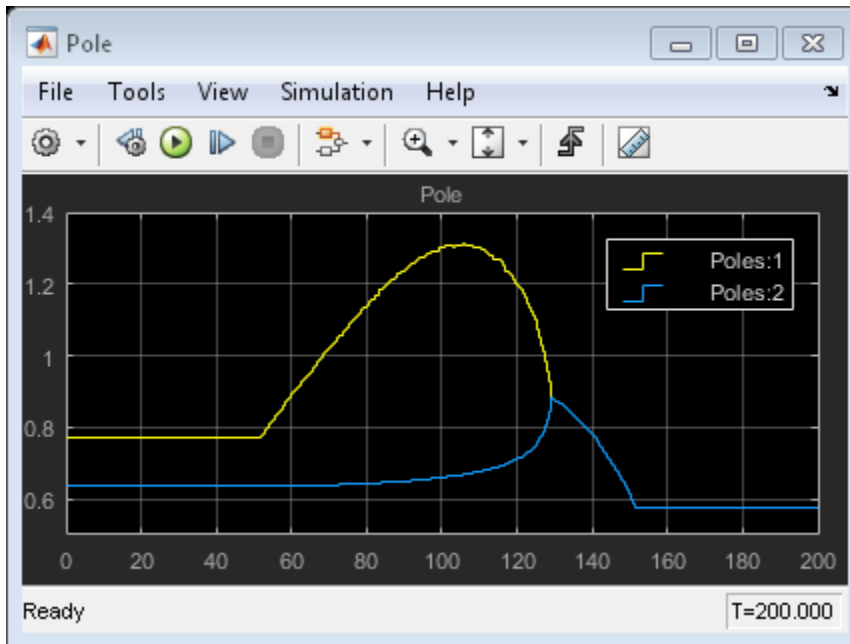 Pole
File Tools View Simulation Help
Pole
1.4
1.2
1
0.8
0.6
Poles:1
Poles:2
0 20 40 60 80 100 120 140 160 180 200
Ready T=200.000